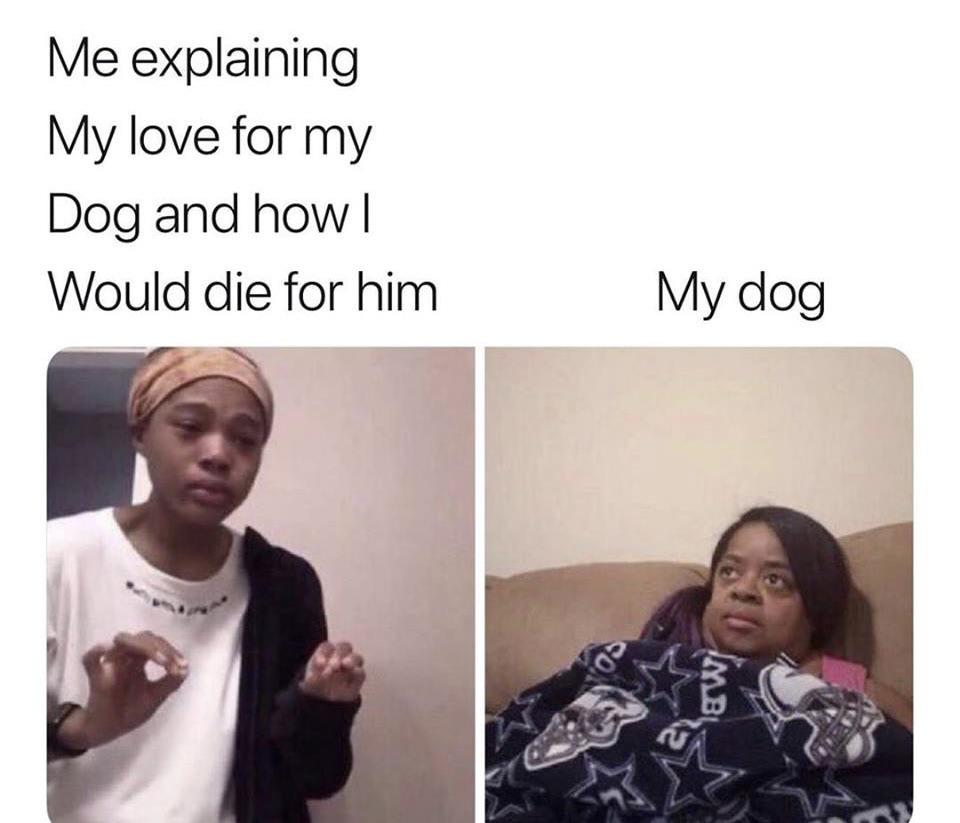 Me explaining
My love for my
Dog and how I
Would die for him
My dog